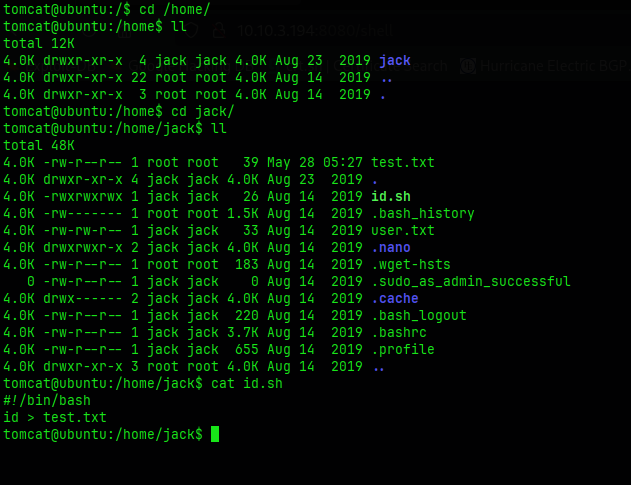 tomcat@ubuntu:/$ cd /home/
tomcat@ubuntu:/home$ ll
total 12K
4.0K drwxr-xr-x  4 jack jack 4.0K Aug 23  2019 jack
4.0K drwxr-xr-x 22 root root 4.0K Aug 14  2019 ..
4.0K drwxr-xr-x  3 root root 4.0K Aug 14  2019 .
tomcat@ubuntu:/home$ cd jack/
tomcat@ubuntu:/home/jack$ ll
total 48K
4.0K -rw-r--r-- 1 root root   39 May 28 05:27 test.txt
4.0K drwxr-xr-x 4 jack jack 4.0K Aug 23  2019 .
4.0K -rwxrwxrwx 1 jack jack   26 Aug 14  2019 id.sh
4.0K -rw------- 1 root root 1.5K Aug 14  2019 .bash_history
4.0K -rw-rw-r-- 1 jack jack   33 Aug 14  2019 user.txt
4.0K drwxrwxr-x 2 jack jack 4.0K Aug 14  2019 .nano
4.0K -rw-r--r-- 1 root root  183 Aug 14  2019 .wget-hsts
   0 -rw-r--r-- 1 jack jack    0 Aug 14  2019 .sudo_as_admin_successful
4.0K drwx------ 2 jack jack 4.0K Aug 14  2019 .cache
4.0K -rw-r--r-- 1 jack jack  220 Aug 14  2019 .bash_logout
4.0K -rw-r--r-- 1 jack jack 3.7K Aug 14  2019 .bashrc
4.0K -rw-r--r-- 1 jack jack  655 Aug 14  2019 .profile
4.0K drwxr-xr-x 3 root root 4.0K Aug 14  2019 ..
tomcat@ubuntu:/home/jack$ cat id.sh
#!/bin/bash
id > test.txt
tomcat@ubuntu:/home/jack$